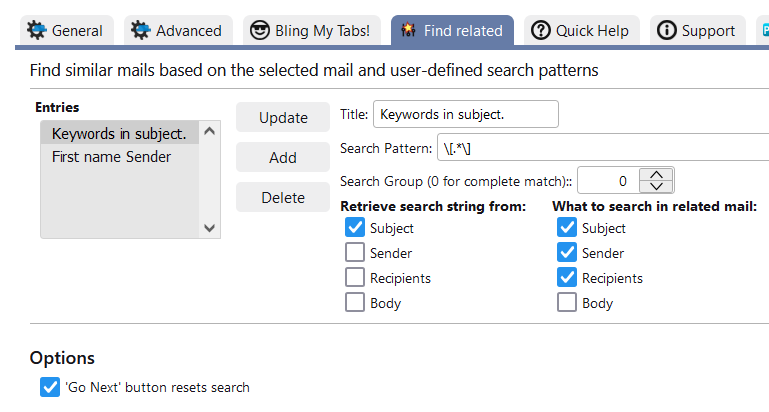 General Advanced Bling My Tabs! Find related Quick Help Support
Find similar mails based on the selected mail and user-defined search patterns
Entries
Keywords in subject.
First name Sender
Update
Add
Delete
Title: Keywords in subject.
Search Pattern: \[.*\]
Search Group (0 for complete match):: 0
Retrieve search string from:
Subject
Sender
Recipients
Body
What to search in related mail:
Subject
Sender
Recipients
Body
Options
'Go Next' button resets search